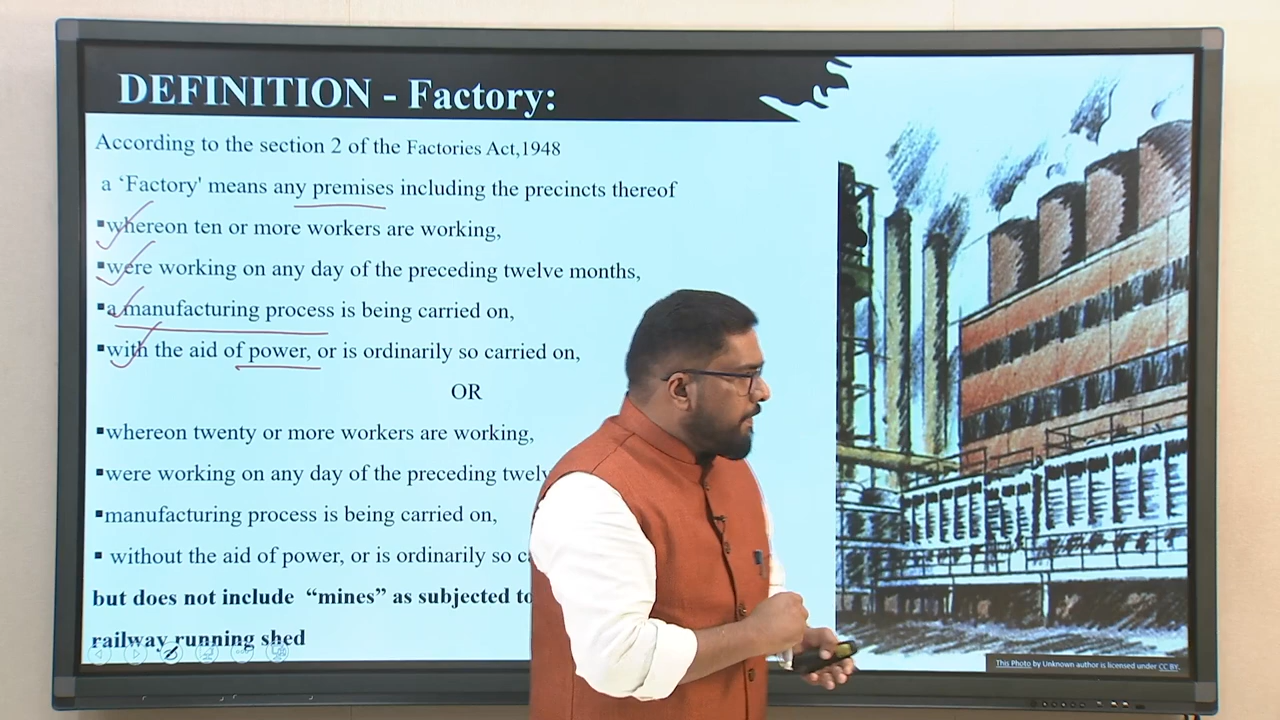 DEFINITION - Factory:
According to the section 2 of the Factories Act,1948
a ‘Factory' means any premises including the precincts thereof
▪whereon ten or more workers are working,
▪were working on any day of the preceding twelve months,
▪a manufacturing process is being carried on,
▪with the aid of power, or is ordinarily so carried on,
OR
▪whereon twenty or more workers are working,
▪were working on any day of the preceding
▪manufacturing process is being carried on,
▪ without the aid of power, or is ordinarily so
but does not include “mines” as subjected to
railway running shed
This Photo by Unknown author is licensed under CC BY.